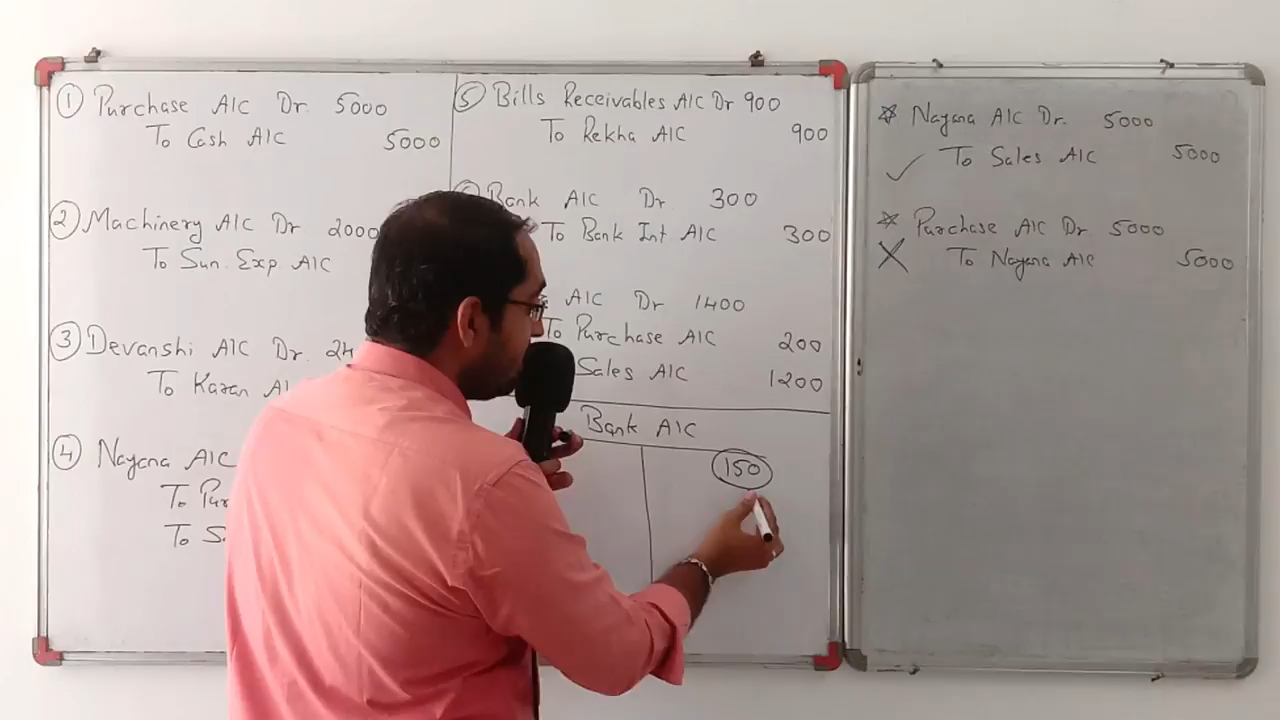 ① Purchase A/C Dr. 5000
To Cash A/C 5000
② Machinery A/C Dr 2000
To Sun. Exp. A/C
③ Devanshi A/C Dr.
To Karan
④ Nayana A/C
To
To
⑤ Bills Receivables A/C Dr 900
To Rekha A/C 900
Bank A/C Dr. 300
To Bank Int A/C 300
A/C Dr 1400
To Purchase A/C 200
Sales A/C 1200
Bank A/C
150
☆ Nayana A/C Dr. 5000
✓ To Sales A/C 5000
☆ Purchase A/C Dr 5000
X To Nayana A/C 5000